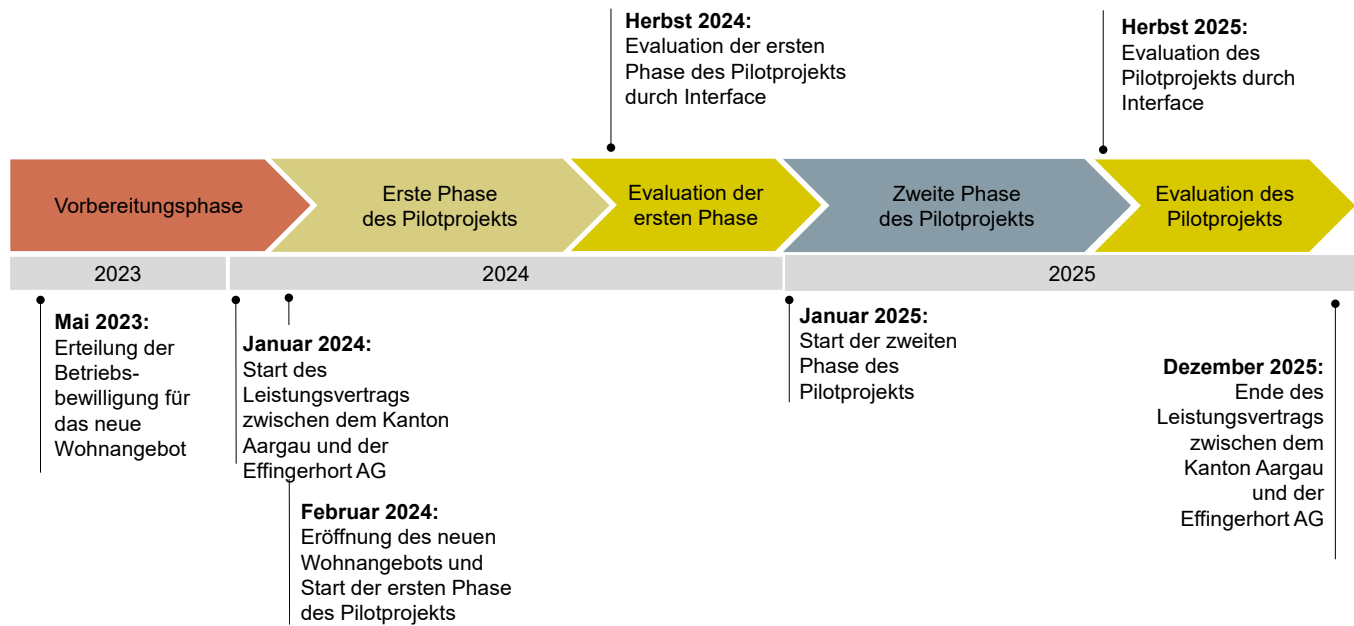 Herbst 2024:
Evaluation der ersten
Phase des Pilotprojekts
durch Interface
Herbst 2025:
Evaluation des
Pilotprojekts durch
Interface
Vorbereitungsphase
Erste Phase
des Pilotprojekts
Evaluation der
ersten Phase
Zweite Phase
des Pilotprojekts
Evaluation des
Pilotprojekts
2023
2024
2025
Mai 2023:
Erteilung der
Betriebs-
bewilligung für
das neue
Wohnangebot
Januar 2024:
Start des
Leistungsvertrags
zwischen dem Kanton
Aargau und der
Effingerhort AG
Februar 2024:
Eröffnung des neuen
Wohnangebots und
Start der ersten Phase
des Pilotprojekts
Januar 2025:
Start der zweiten
Phase des
Pilotprojekts
Dezember 2025:
Ende des
Leistungsvertrags
zwischen dem
Kanton Aargau
und der
Effingerhort AG